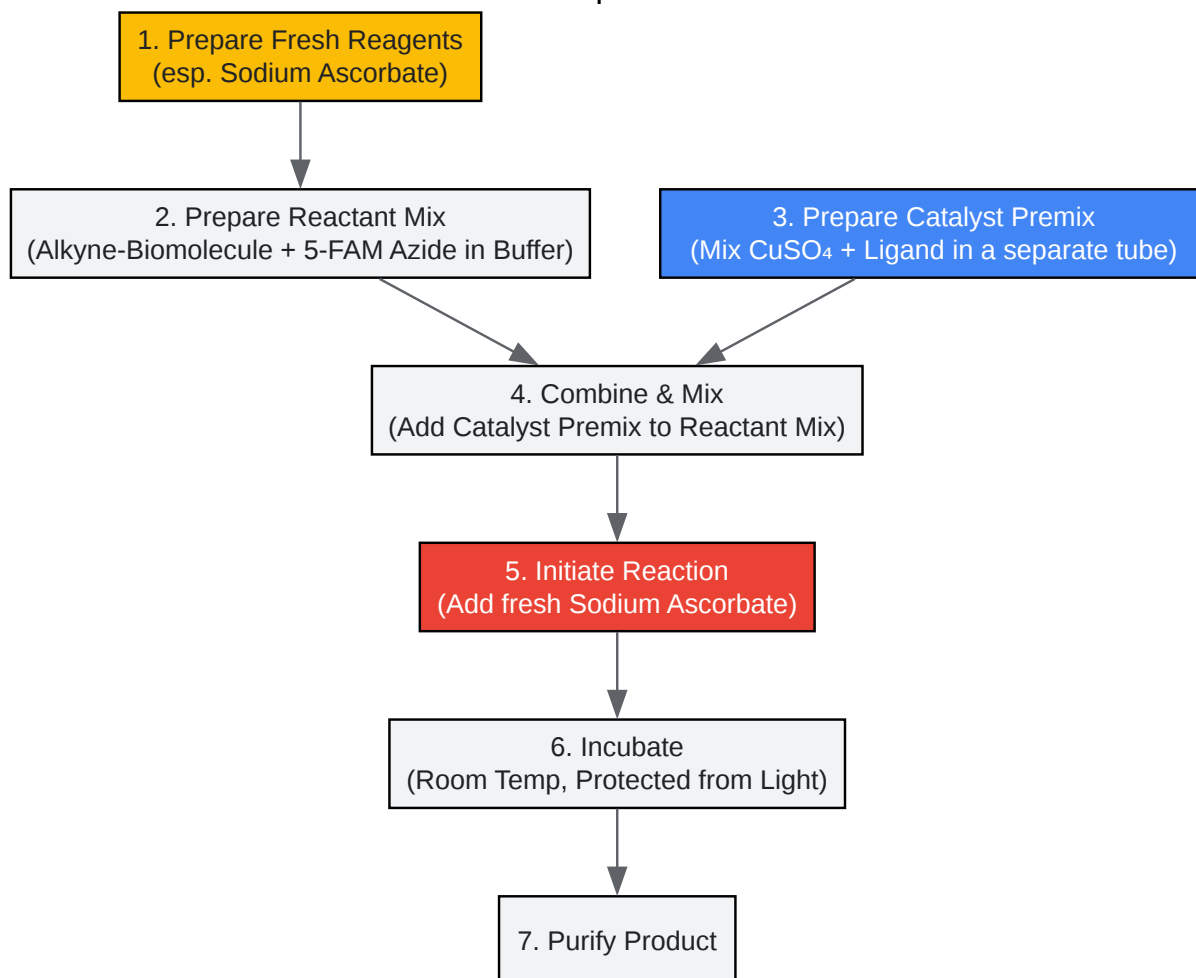 1. Prepare Fresh Reagents
(esp. Sodium Ascorbate)
2. Prepare Reactant Mix
(Alkyne-Biomolecule + 5-FAM Azide in Buffer)
3. Prepare Catalyst Premix
(Mix CuSO₄ + Ligand in a separate tube)
4. Combine & Mix
(Add Catalyst Premix to Reactant Mix)
5. Initiate Reaction
(Add fresh Sodium Ascorbate)
6. Incubate
(Room Temp, Protected from Light)
7. Purify Product